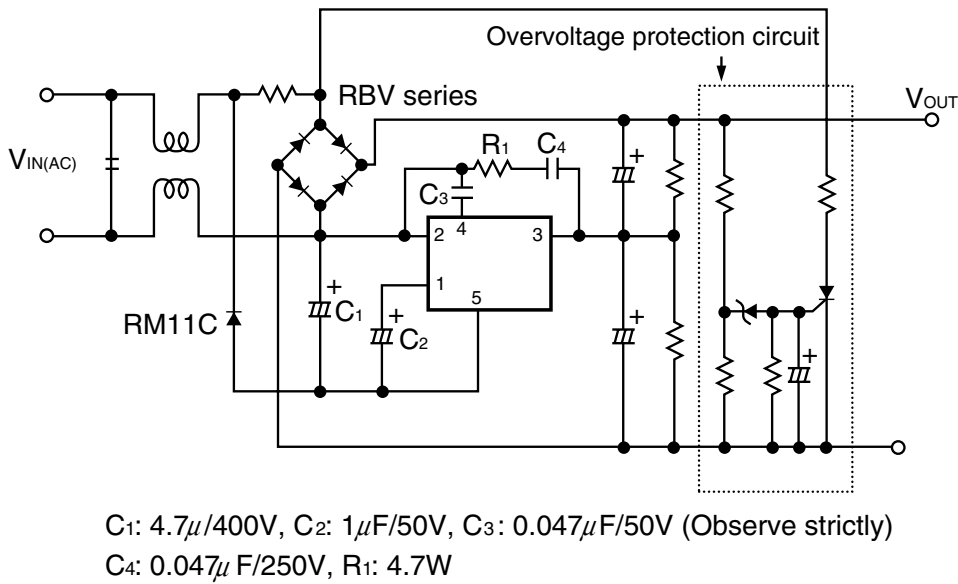 Overvoltage protection circuit
RBV series
VOUT
VIN(AC)
R1 C4
C3
4
2 3
1
5
+ C1
+ C2
RM11C
+
+
+
C1: 4.7μ/400V, C2: 1μF/50V, C3: 0.047μF/50V (Observe strictly)
C4: 0.047μ F/250V, R1: 4.7W